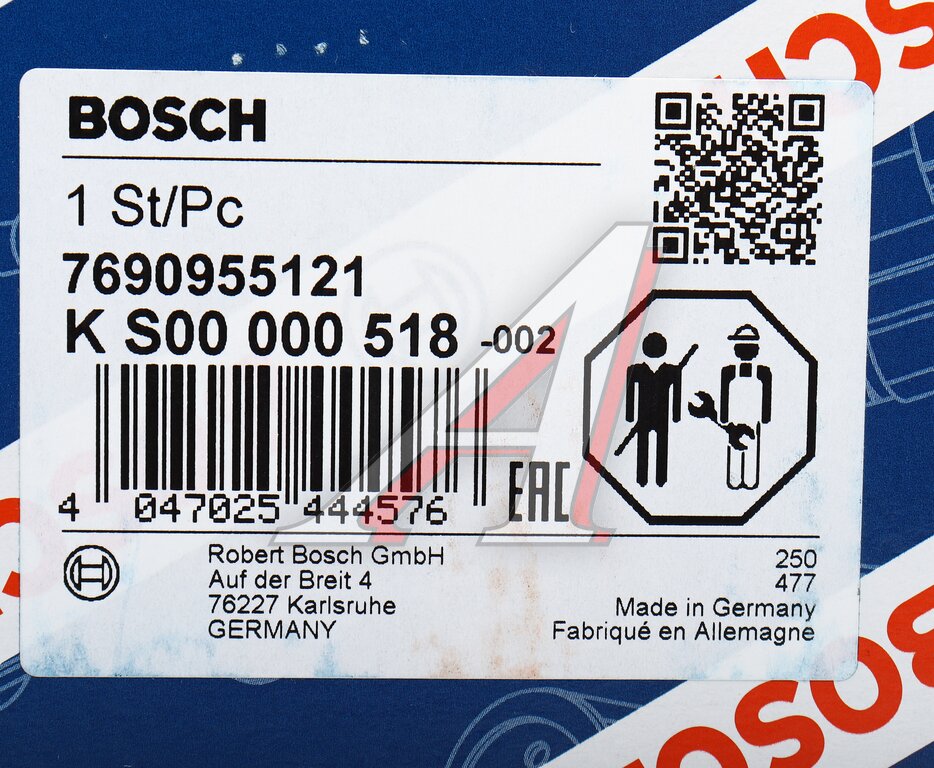 BOSCH
1 St/Pc
7690955121
K S00 000 518 -002
4 047025 444576
EAC
Robert Bosch GmbH
Auf der Breit 4
76227 Karlsruhe
GERMANY
250
477
Made in Germany
Fabriqué en Allemagne
BOSCH